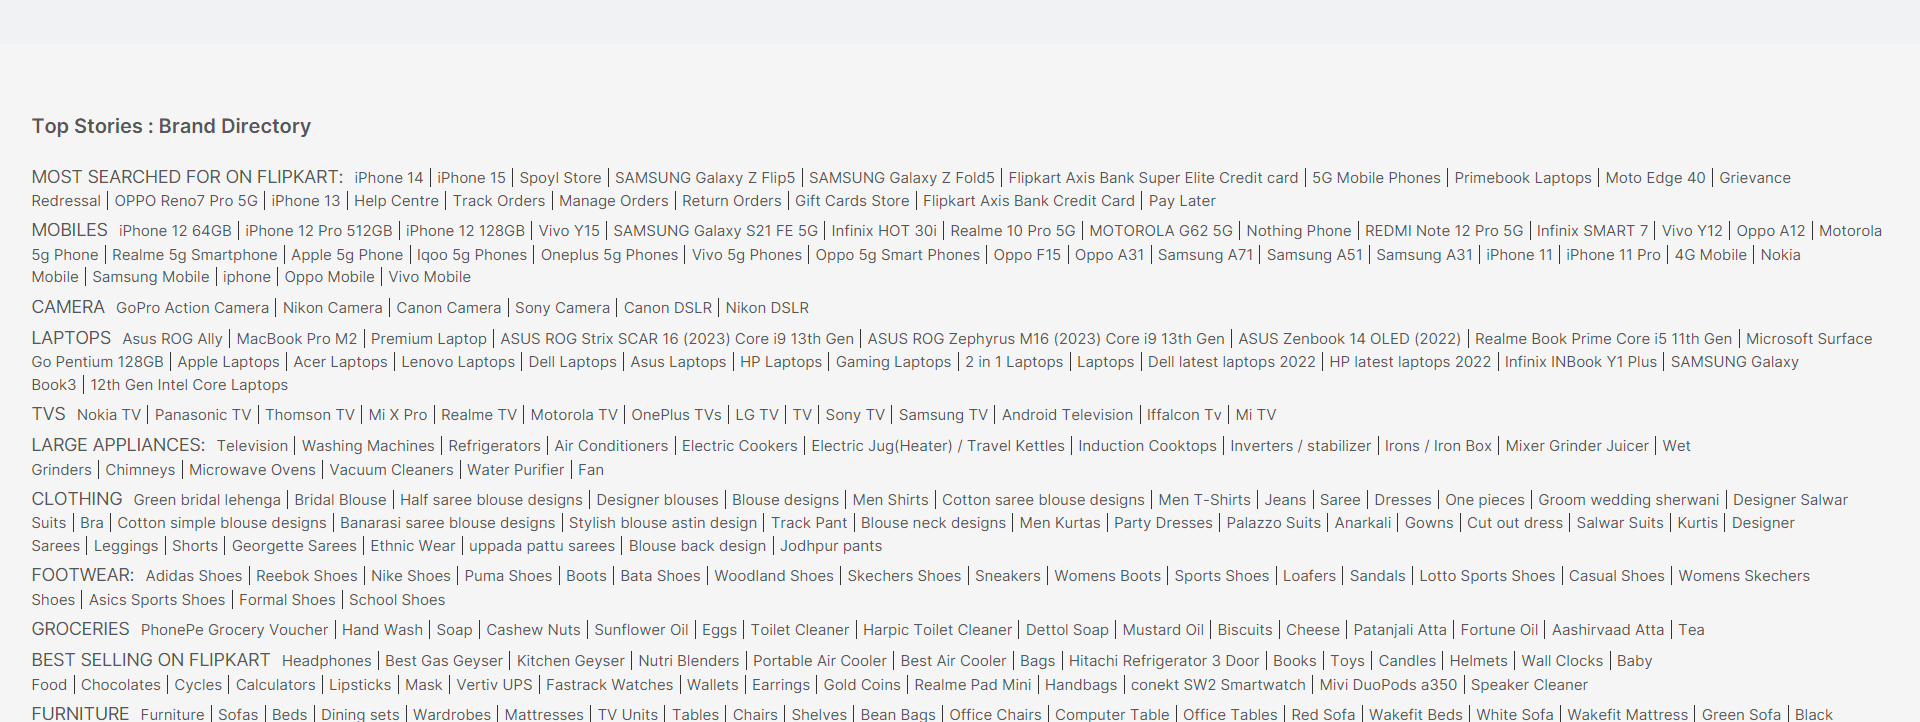 Top Stories : Brand Directory
MOST SEARCHED FOR ON FLIPKART: iPhone 14 | iPhone 15 | Spoyl Store | SAMSUNG Galaxy Z Flip5 | SAMSUNG Galaxy Z Fold5 | Flipkart Axis Bank Super Elite Credit card | 5G Mobile Phones | Primebook Laptops | Moto Edge 40 | Grievance
Redressal | OPPO Reno7 Pro 5G | iPhone 13 | Help Centre | Track Orders | Manage Orders | Return Orders | Gift Cards Store | Flipkart Axis Bank Credit Card | Pay Later
MOBILES iPhone 12 64GB | iPhone 12 Pro 512GB | iPhone 12 128GB | Vivo Y15 | SAMSUNG Galaxy S21 FE 5G | Infinix HOT 30i | Realme 10 Pro 5G | MOTOROLA G62 5G | Nothing Phone | REDMI Note 12 Pro 5G | Infinix SMART 7 | Vivo Y12 | Oppo A12 | Motorola
5g Phone | Realme 5g Smartphone | Apple 5g Phone | Iqoo 5g Phones | Oneplus 5g Phones | Vivo 5g Phones | Oppo 5g Smart Phones | Oppo F15 | Oppo A31 | Samsung A71 | Samsung A51 | Samsung A31 | iPhone 11 | iPhone 11 Pro | 4G Mobile | Nokia
Mobile | Samsung Mobile | iphone | Oppo Mobile | Vivo Mobile
CAMERA GoPro Action Camera | Nikon Camera | Canon Camera | Sony Camera | Canon DSLR | Nikon DSLR
LAPTOPS Asus ROG Ally | MacBook Pro M2 | Premium Laptop | ASUS ROG Strix SCAR 16 (2023) Core i9 13th Gen | ASUS ROG Zephyrus M16 (2023) Core i9 13th Gen | ASUS Zenbook 14 OLED (2022) | Realme Book Prime Core i5 11th Gen | Microsoft Surface
Go Pentium 128GB | Apple Laptops | Acer Laptops | Lenovo Laptops | Dell Laptops | Asus Laptops | HP Laptops | Gaming Laptops | 2 in 1 Laptops | Laptops | Dell latest laptops 2022 | HP latest laptops 2022 | Infinix INBook Y1 Plus | SAMSUNG Galaxy
Book3 | 12th Gen Intel Core Laptops
TVS Nokia TV | Panasonic TV | Thomson TV | Mi X Pro | Realme TV | Motorola TV | OnePlus TVs | LG TV | TV | Sony TV | Samsung TV | Android Television | Iffalcon Tv | Mi TV
LARGE APPLIANCES: Television | Washing Machines | Refrigerators | Air Conditioners | Electric Cookers | Electric Jug(Heater) / Travel Kettles | Induction Cooktops | Inverters / stabilizer | Irons / Iron Box | Mixer Grinder Juicer | Wet
Grinders | Chimneys | Microwave Ovens | Vacuum Cleaners | Water Purifier | Fan
CLOTHING Green bridal lehenga | Bridal Blouse | Half saree blouse designs | Designer blouses | Blouse designs | Men Shirts | Cotton saree blouse designs | Men T-Shirts | Jeans | Saree | Dresses | One pieces | Groom wedding sherwani | Designer Salwar
Suits | Bra | Cotton simple blouse designs | Banarasi saree blouse designs | Stylish blouse astin design | Track Pant | Blouse neck designs | Men Kurtas | Party Dresses | Palazzo Suits | Anarkali | Gowns | Cut out dress | Salwar Suits | Kurtis | Designer
Sarees | Leggings | Shorts | Georgette Sarees | Ethnic Wear | uppada pattu sarees | Blouse back design | Jodhpur pants
FOOTWEAR: Adidas Shoes | Reebok Shoes | Nike Shoes | Puma Shoes | Boots | Bata Shoes | Woodland Shoes | Skechers Shoes | Sneakers | Womens Boots | Sports Shoes | Loafers | Sandals | Lotto Sports Shoes | Casual Shoes | Womens Skechers
Shoes | Asics Sports Shoes | Formal Shoes | School Shoes
GROCERIES PhonePe Grocery Voucher | Hand Wash | Soap | Cashew Nuts | Sunflower Oil | Eggs | Toilet Cleaner | Harpic Toilet Cleaner | Dettol Soap | Mustard Oil | Biscuits | Cheese | Patanjali Atta | Fortune Oil | Aashirvaad Atta | Tea
BEST SELLING ON FLIPKART Headphones | Best Gas Geyser | Kitchen Geyser | Nutri Blenders | Portable Air Cooler | Best Air Cooler | Bags | Hitachi Refrigerator 3 Door | Books | Toys | Candles | Helmets | Wall Clocks | Baby
Food | Chocolates | Cycles | Calculators | Lipsticks | Mask | Vertiv UPS | Fastrack Watches | Wallets | Earrings | Gold Coins | Realme Pad Mini | Handbags | conekt SW2 Smartwatch | Mivi DuoPods a350 | Speaker Cleaner
FURNITURE Furniture | Sofas | Beds | Dining sets | Wardrobes | Mattresses | TV Units | Tables | Chairs | Shelves | Bean Bags | Office Chairs | Computer Table | Office Tables | Red Sofa | Wakefit Beds | White Sofa | Wakefit Mattress | Green Sofa | Black